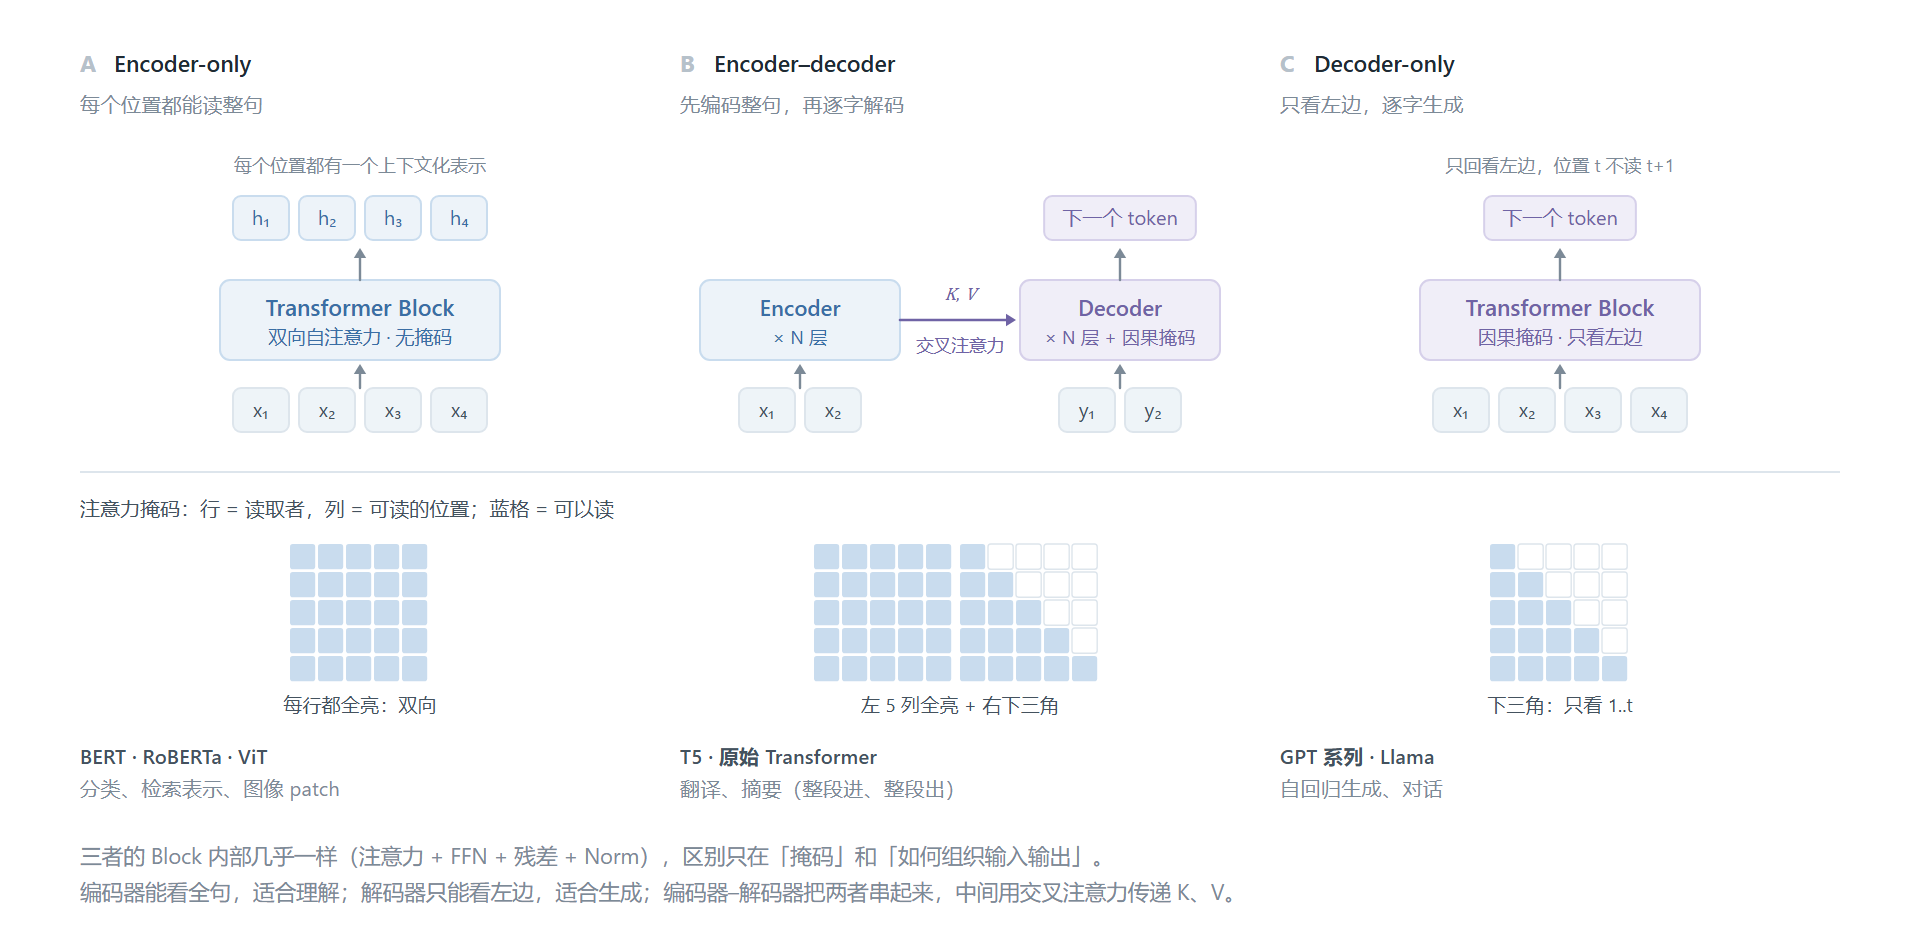 A Encoder-only
每个位置都能读整句
每个位置都有一个上下文化表示
h₁ h₂ h₃ h₄
Transformer Block
双向自注意力 · 无掩码
x₁ x₂ x₃ x₄
B Encoder–decoder
先编码整句，再逐字解码
下一个 token
Encoder
× N 层
K, V
交叉注意力
Decoder
× N 层 + 因果掩码
x₁ x₂
y₁ y₂
C Decoder-only
只看左边，逐字生成
只回看左边，位置 t 不读 t+1
下一个 token
Transformer Block
因果掩码 · 只看左边
x₁ x₂ x₃ x₄
注意力掩码：行 = 读取者，列 = 可读的位置；蓝格 = 可以读
每行都全亮：双向
左 5 列全亮 + 右下三角
下三角：只看 1..t
BERT · RoBERTa · ViT
分类、检索表示、图像 patch
T5 · 原始 Transformer
翻译、摘要（整段进、整段出）
GPT 系列 · Llama
自回归生成、对话
三者的 Block 内部几乎一样（注意力 + FFN + 残差 + Norm），区别只在「掩码」和「如何组织输入输出」。
编码器能看全句，适合理解；解码器只能看左边，适合生成；编码器–解码器把两者串起来，中间用交叉注意力传递 K、V。